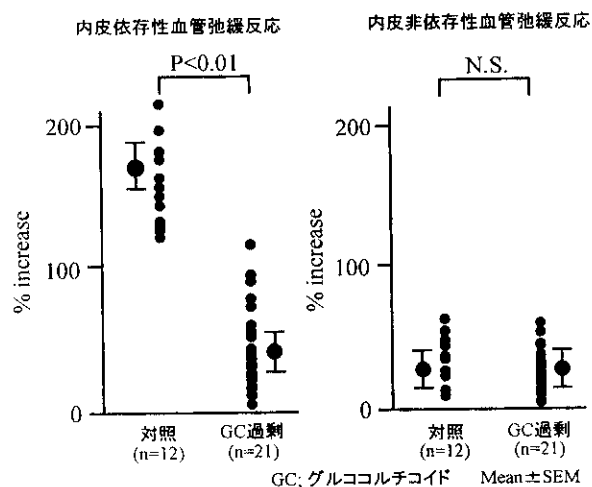 内皮依存性血管弛緩反応
P<0.01
200
100
0
% increase
対照
(n=12)
GC過剰
(n=21)
内皮非依存性血管弛緩反応
N.S.
200
100
0
% increase
対照
(n=12)
GC過剰
(n=21)
GC; グルココルチコイド Mean±SEM